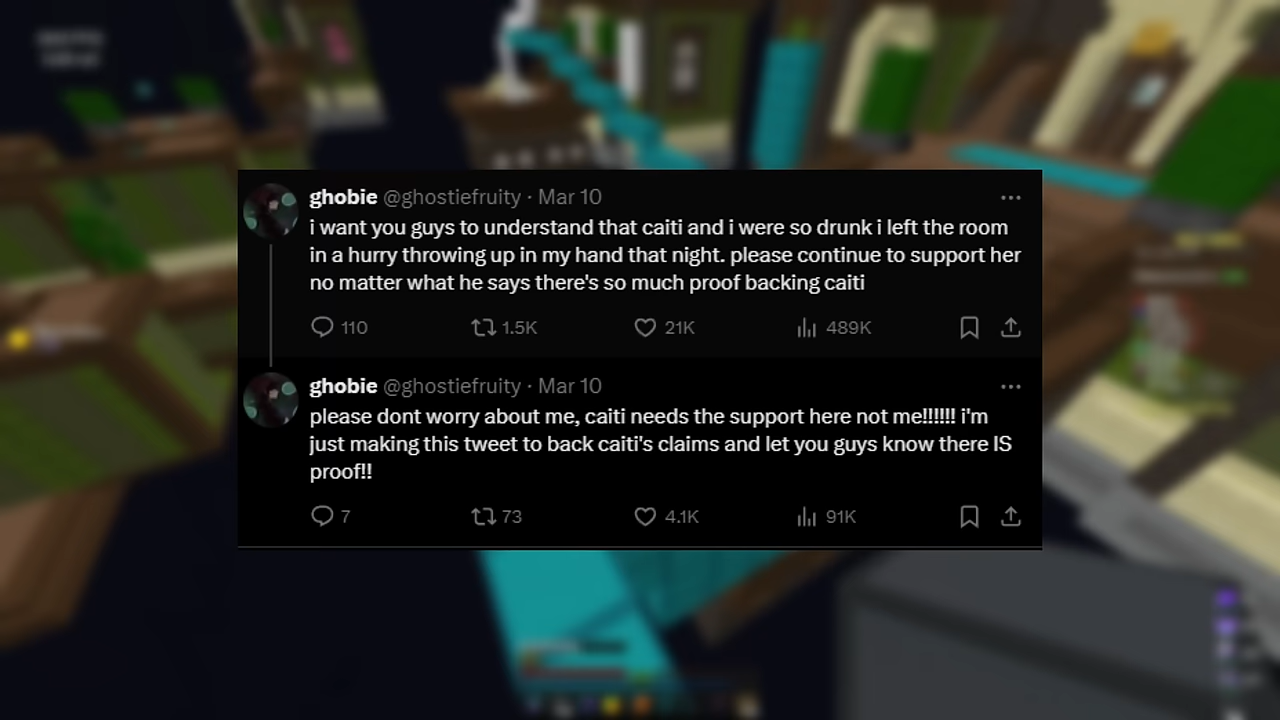 ghobie @ghostiefruity · Mar 10
i want you guys to understand that caiti and i were so drunk i left the room
in a hurry throwing up in my hand that night. please continue to support her
no matter what he says there's so much proof backing caiti
110 1.5K 21K 489K
ghobie @ghostiefruity · Mar 10
please dont worry about me, caiti needs the support here not me!!!!!! i'm
just making this tweet to back caiti's claims and let you guys know there IS
proof!!
7 73 4.1K 91K